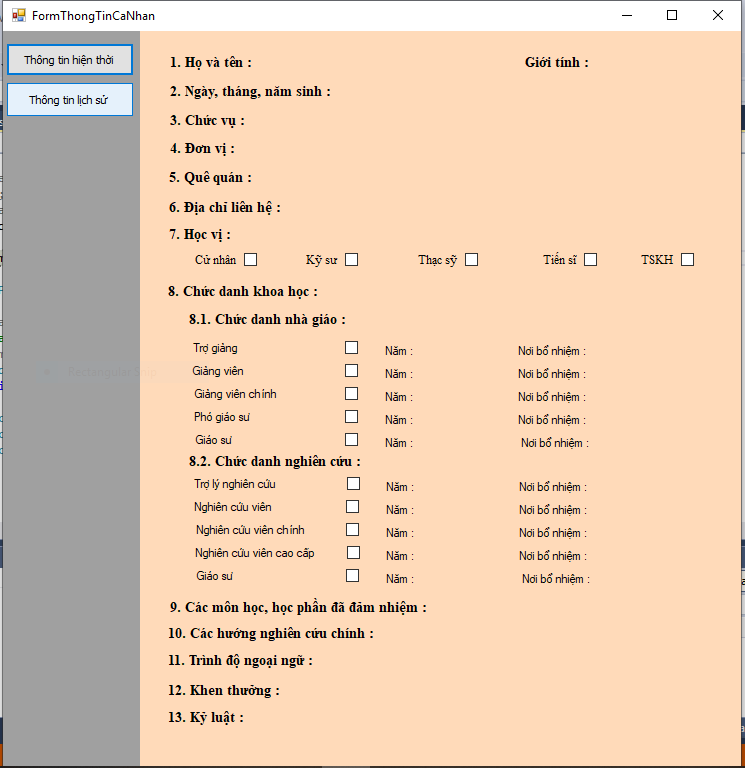 FormThongTinCaNhan
Thông tin hiện thời
Thông tin lịch sử
1. Họ và tên : Giới tính :
2. Ngày, tháng, năm sinh :
3. Chức vụ :
4. Đơn vị :
5. Quê quán :
6. Địa chỉ liên hệ :
7. Học vị :
Cử nhân Kỹ sư Thạc sỹ Tiến sĩ TSKH
8. Chức danh khoa học :
8.1. Chức danh nhà giáo :
Trợ giảng Năm : Nơi bổ nhiệm :
Giảng viên Năm : Nơi bổ nhiệm :
Giảng viên chính Năm : Nơi bổ nhiệm :
Phó giáo sư Năm : Nơi bổ nhiệm :
Giáo sư Năm : Nơi bổ nhiệm :
8.2. Chức danh nghiên cứu :
Trợ lý nghiên cứu Năm : Nơi bổ nhiệm :
Nghiên cứu viên Năm : Nơi bổ nhiệm :
Nghiên cứu viên chính Năm : Nơi bổ nhiệm :
Nghiên cứu viên cao cấp Năm : Nơi bổ nhiệm :
Giáo sư Năm : Nơi bổ nhiệm :
9. Các môn học, học phần đã đảm nhiệm :
10. Các hướng nghiên cứu chính :
11. Trình độ ngoại ngữ :
12. Khen thưởng :
13. Kỷ luật :